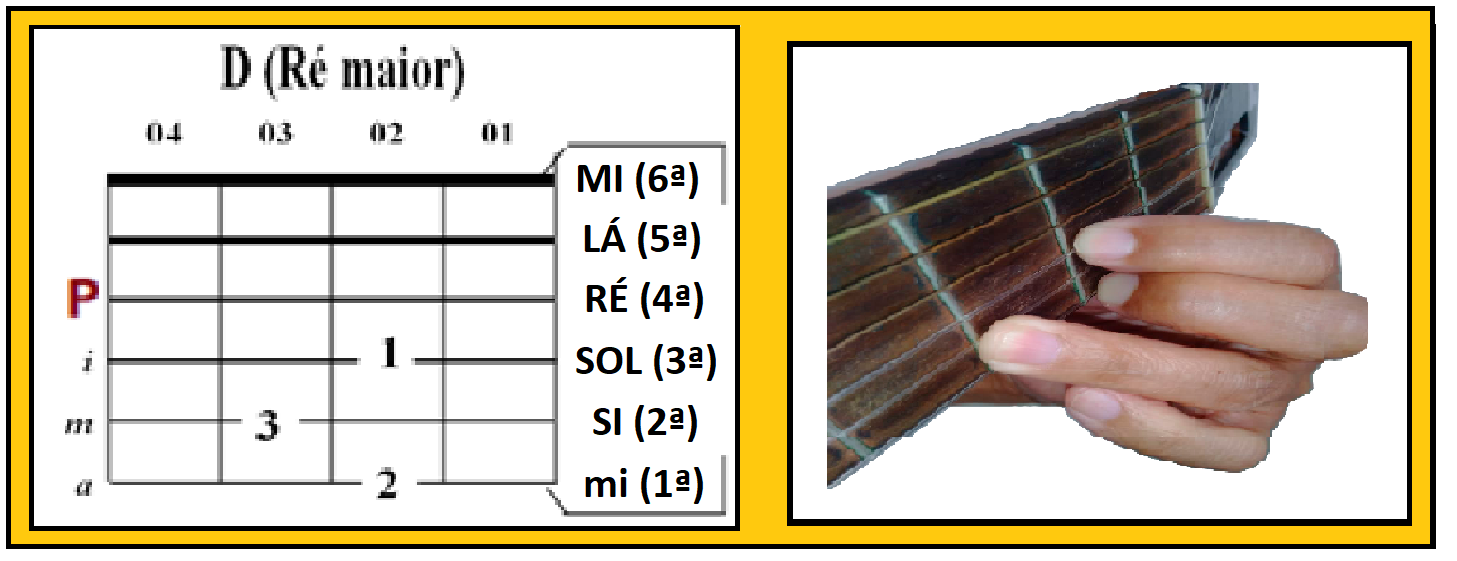 D (Ré maior)
04 03 02 01
MI (6ª)
LÁ (5ª)
P RÉ (4ª)
i 1 SOL (3ª)
m 3 SI (2ª)
a 2 mi (1ª)